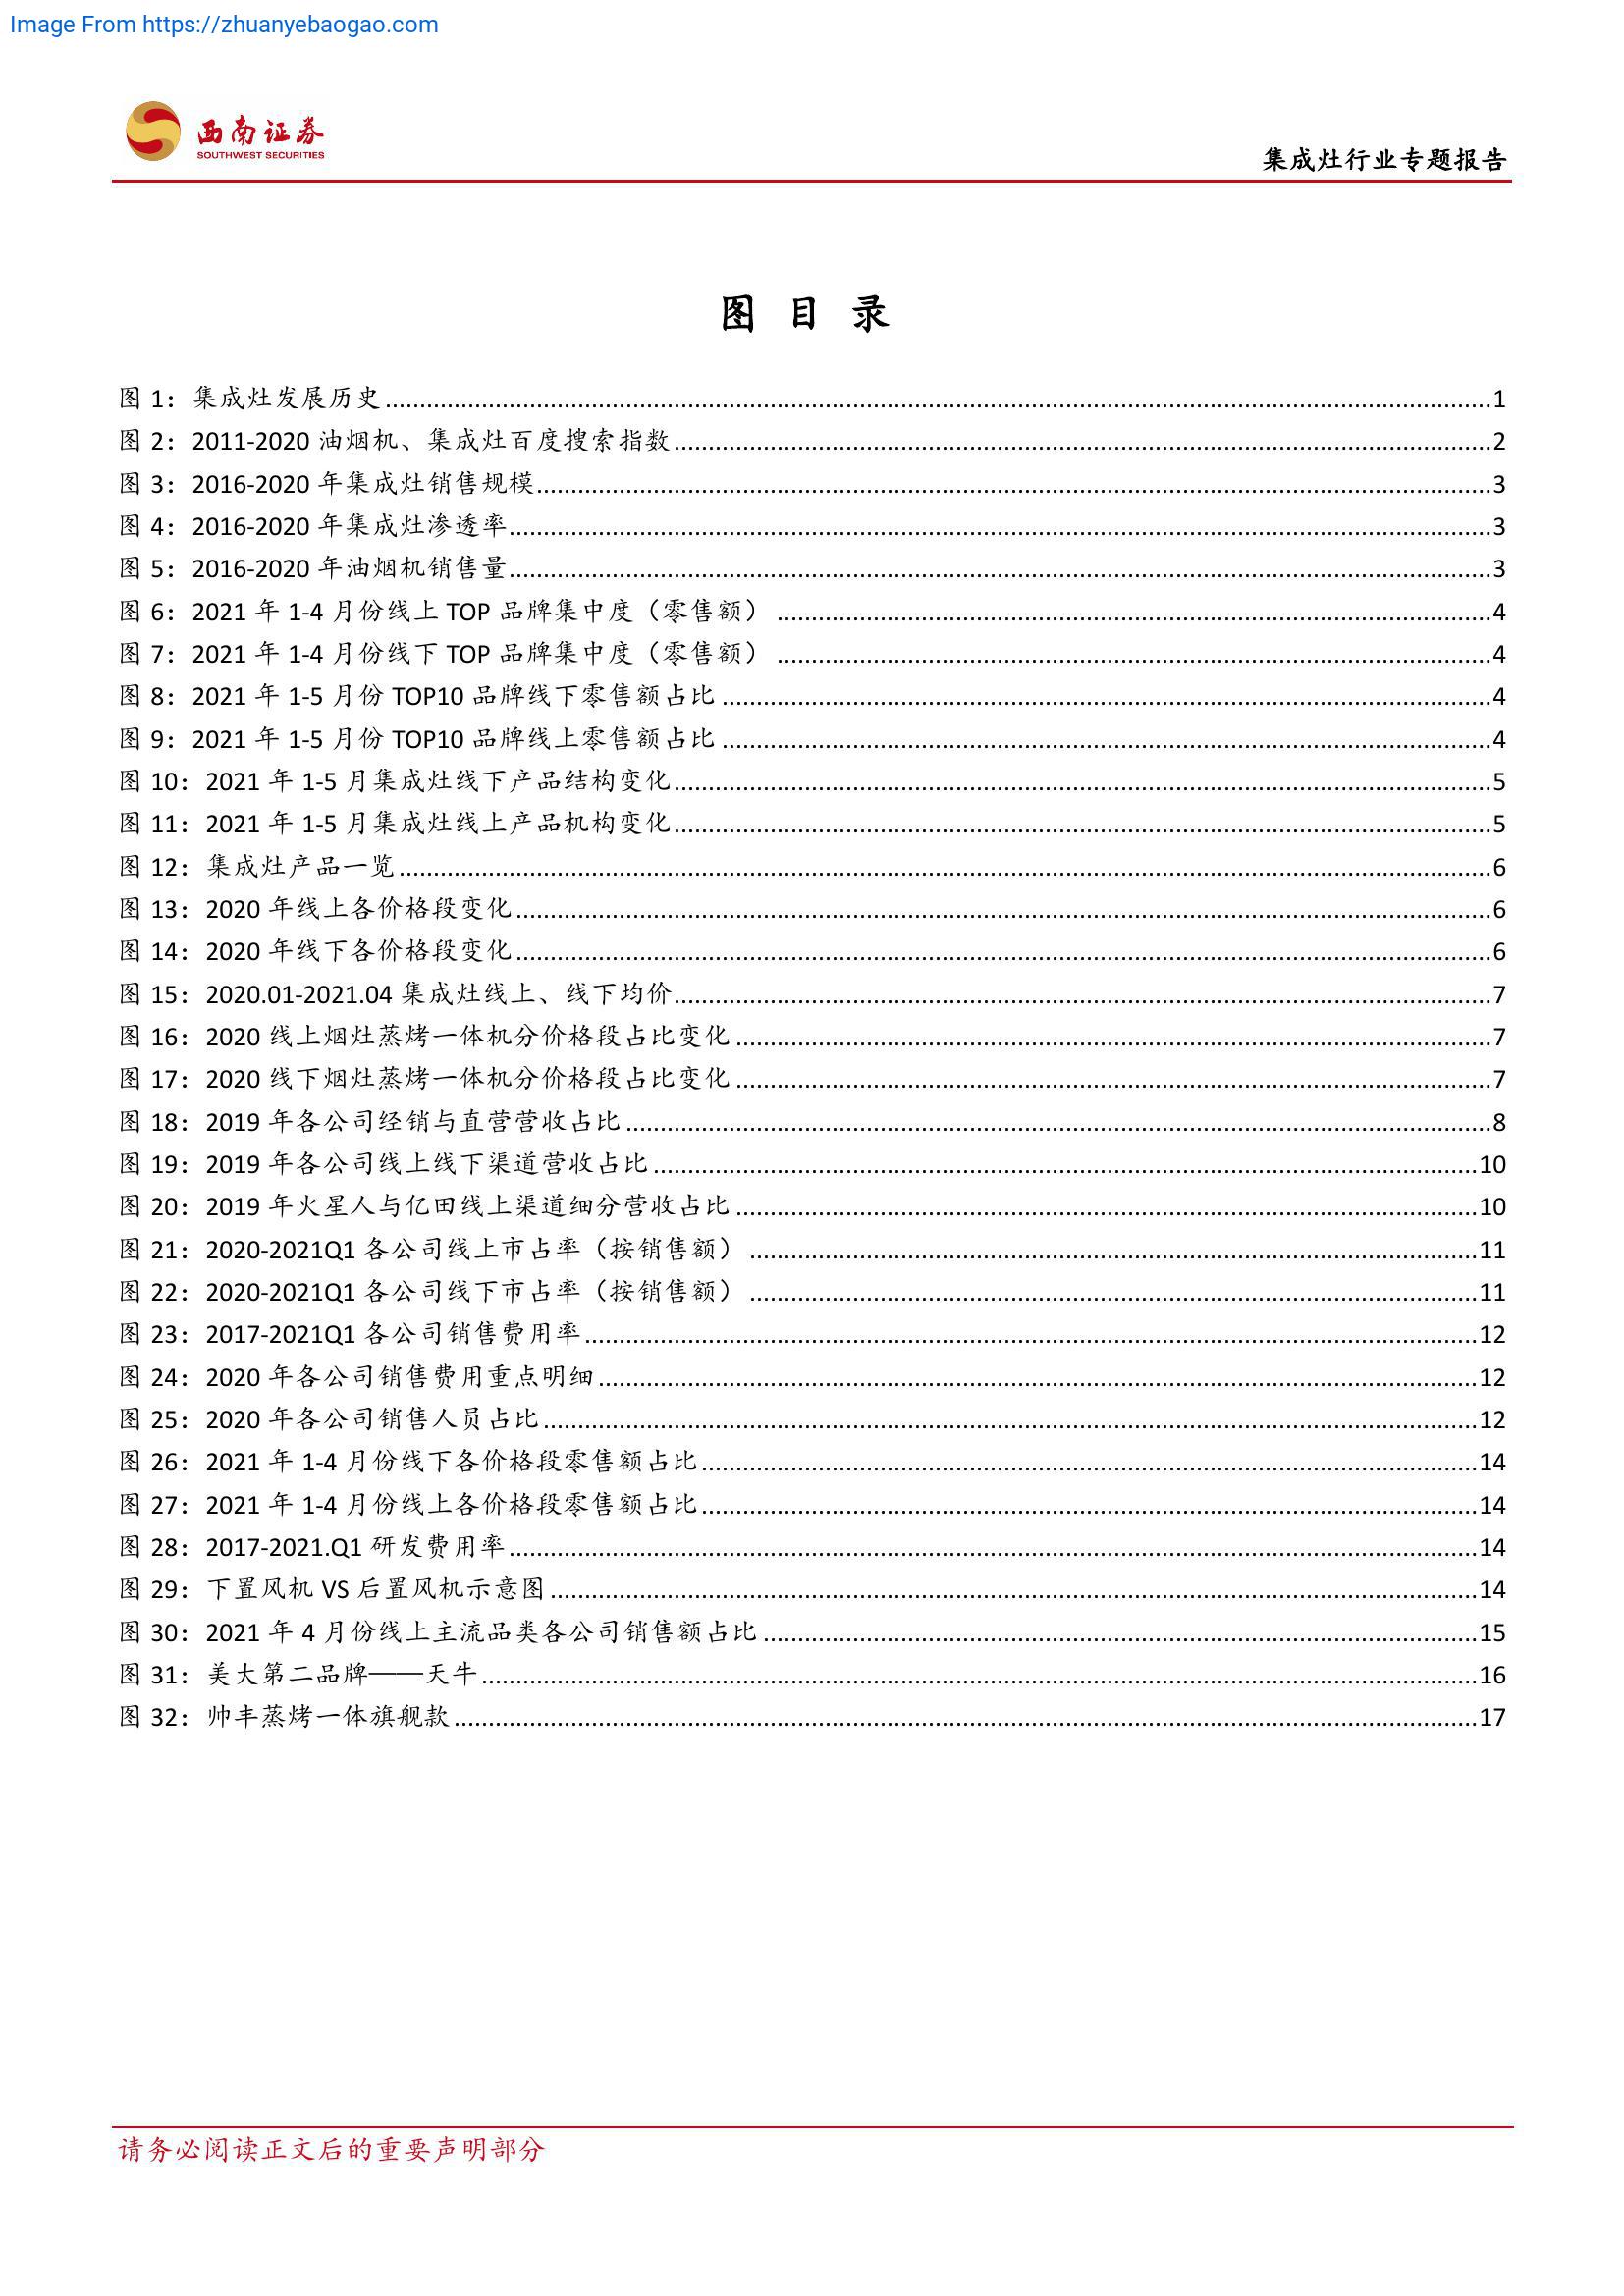 Image From https://zhuanyebaogao.com
西南证券
SOUTHWEST SECURITIES
集成灶行业专题报告
图 目 录
图 1：集成灶发展历史........1
图 2：2011-2020 油烟机、集成灶百度搜索指数........2
图 3：2016-2020 年集成灶销售规模........3
图 4：2016-2020 年集成灶渗透率........3
图 5：2016-2020 年油烟机销售量........3
图 6：2021 年 1-4 月份线上 TOP 品牌集中度（零售额）........4
图 7：2021 年 1-4 月份线下 TOP 品牌集中度（零售额）........4
图 8：2021 年 1-5 月份 TOP10 品牌线下零售额占比........4
图 9：2021 年 1-5 月份 TOP10 品牌线上零售额占比........4
图 10：2021 年 1-5 月集成灶线下产品结构变化........5
图 11：2021 年 1-5 月集成灶线上产品机构变化........5
图 12：集成灶产品一览........6
图 13：2020 年线上各价格段变化........6
图 14：2020 年线下各价格段变化........6
图 15：2020.01-2021.04 集成灶线上、线下均价........7
图 16：2020 线上烟灶蒸烤一体机分价格段占比变化........7
图 17：2020 线下烟灶蒸烤一体机分价格段占比变化........7
图 18：2019 年各公司经销与直营营收占比........8
图 19：2019 年各公司线上线下渠道营收占比........10
图 20：2019 年火星人与亿田线上渠道细分营收占比........10
图 21：2020-2021Q1 各公司线上市占率（按销售额）........11
图 22：2020-2021Q1 各公司线下市占率（按销售额）........11
图 23：2017-2021Q1 各公司销售费用率........12
图 24：2020 年各公司销售费用重点明细........12
图 25：2020 年各公司销售人员占比........12
图 26：2021 年 1-4 月份线下各价格段零售额占比........14
图 27：2021 年 1-4 月份线上各价格段零售额占比........14
图 28：2017-2021.Q1 研发费用率........14
图 29：下置风机 VS 后置风机示意图........14
图 30：2021 年 4 月份线上主流品类各公司销售额占比........15
图 31：美大第二品牌——天牛........16
图 32：帅丰蒸烤一体旗舰款........17
请务必阅读正文后的重要声明部分